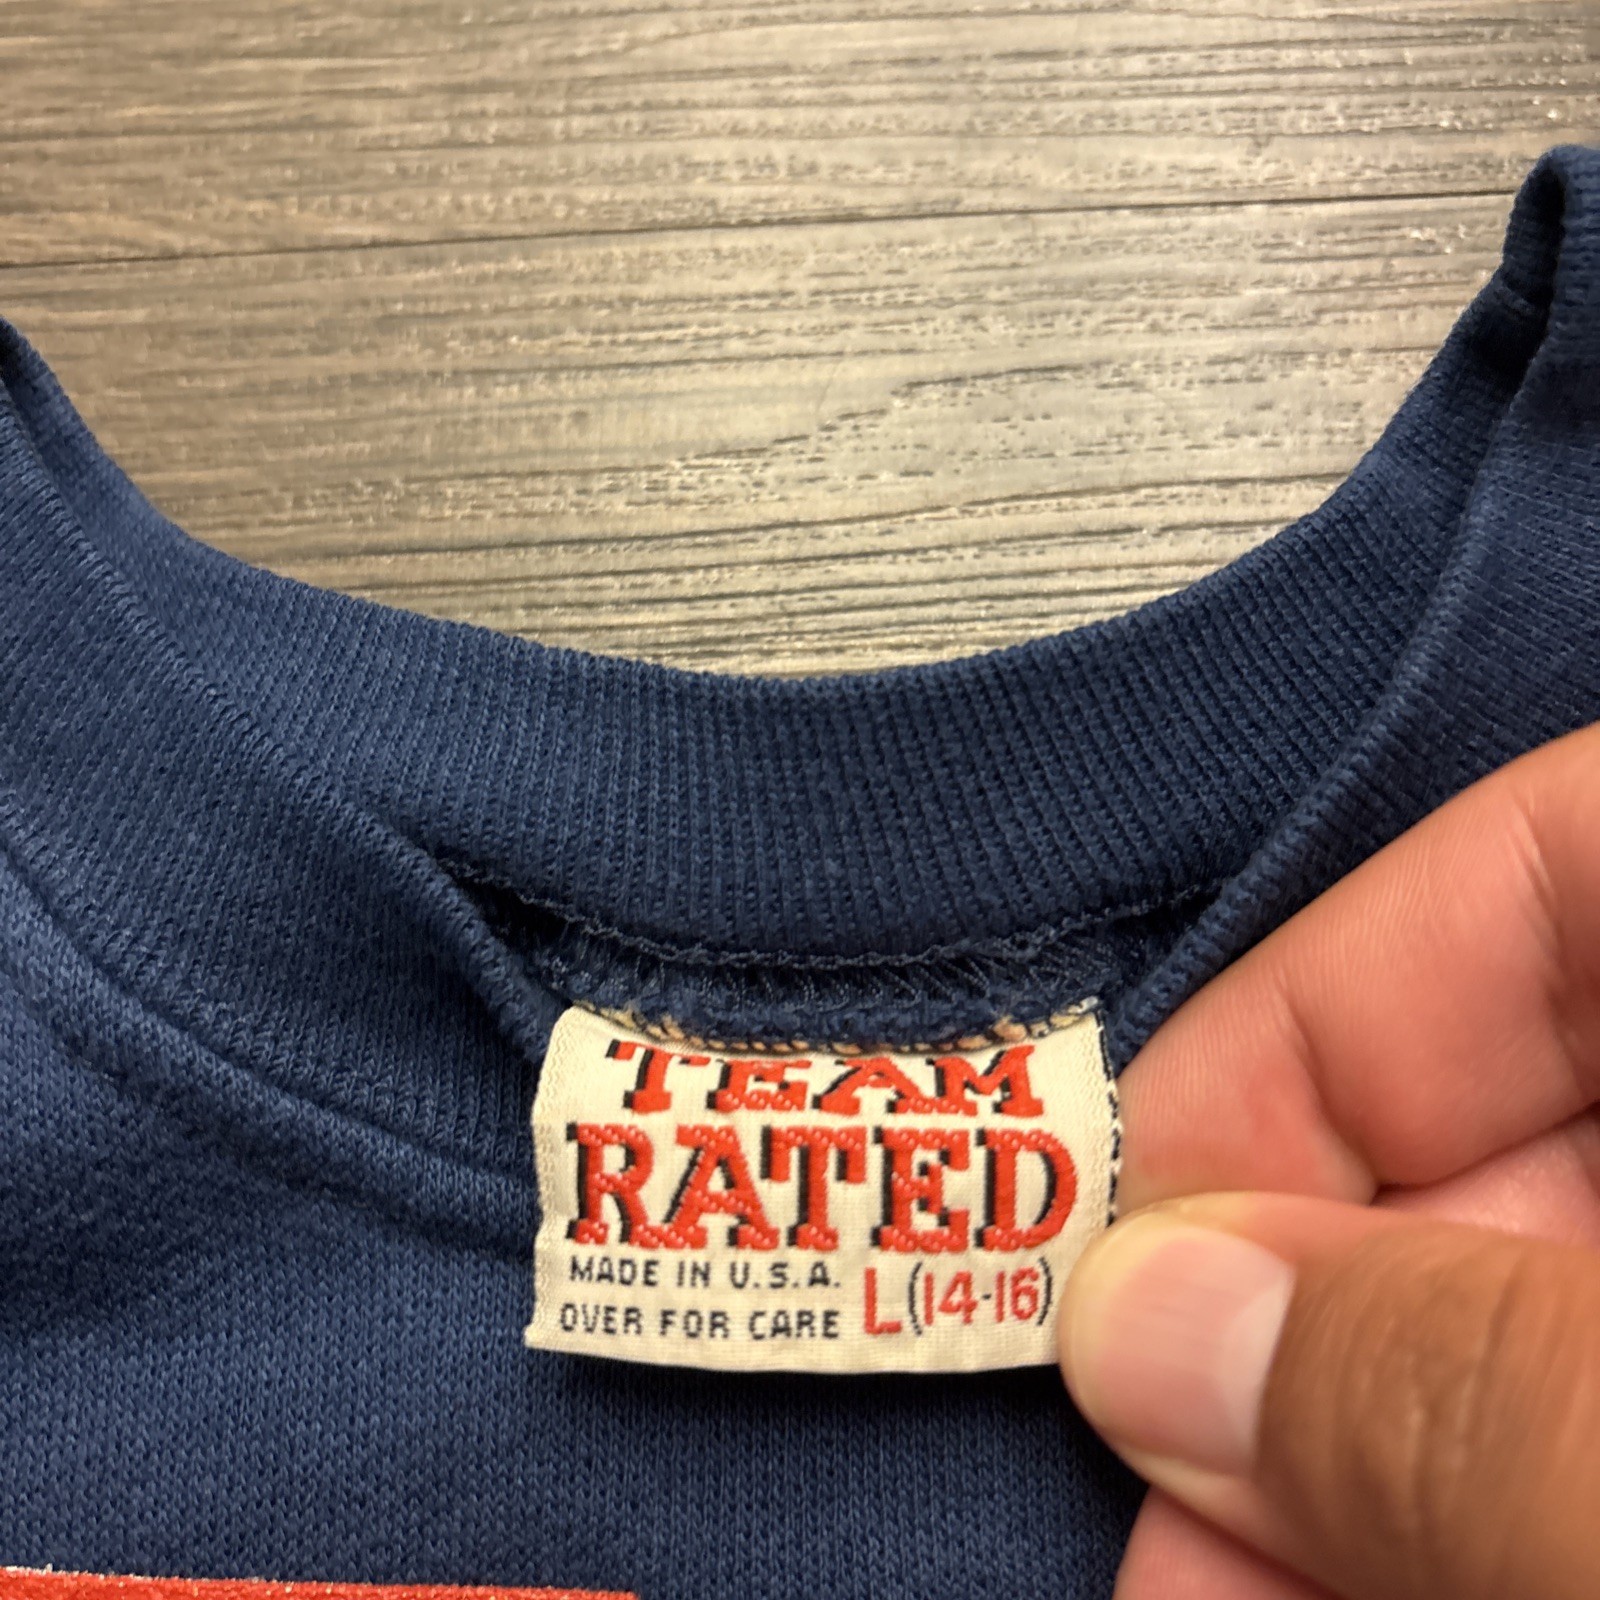 TEAM
RATED
MADE IN U.S.A.
OVER FOR CARE L(14-16)